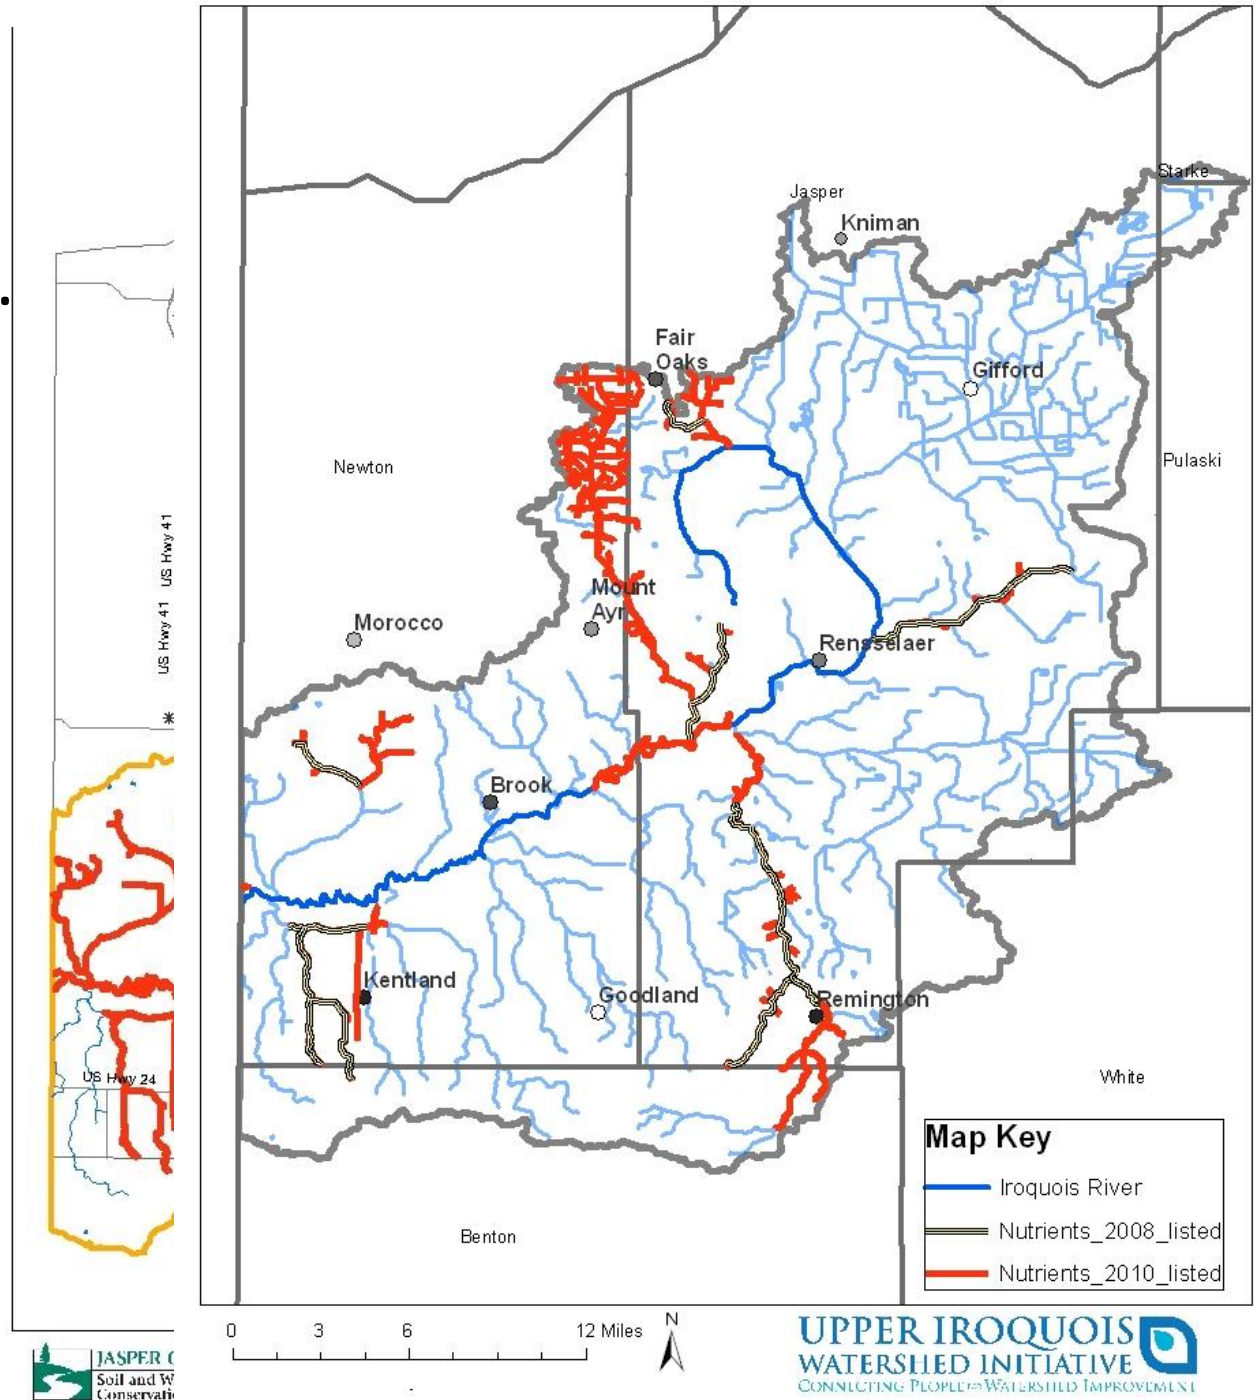 Starke
Jasper
Kniman
Fair
Oaks
Gifford
Newton
Pulaski
US Hwy 41 US Hwy 41
Mount
Ayr
Morocco
Rensselaer
*
Brook
Kentland
Goodland
Remington
US Hwy 24
White
Map Key
Iroquois River
Nutrients_2008_listed
Nutrients_2010_listed
Benton
0 3 6 12 Miles
N
UPPER IROQUOIS
WATERSHED INITIATIVE
CONNECTING PEOPLE FOR WATERSHED IMPROVEMENT
JASPER C
Soil and W
Conservati